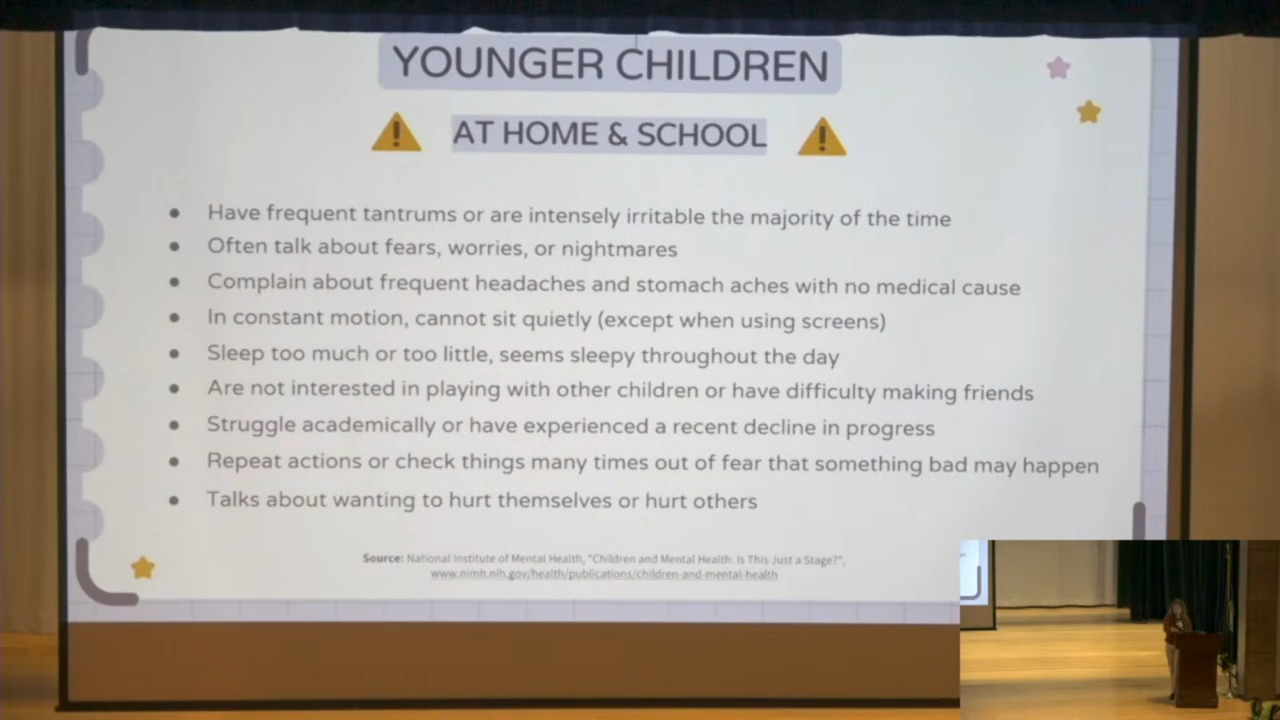 YOUNGER CHILDREN
AT HOME & SCHOOL
Have frequent tantrums or are intensely irritable the majority of the time
Often talk about fears, worries, or nightmares
Complain about frequent headaches and stomach aches with no medical cause
In constant motion, cannot sit quietly (except when using screens)
Sleep too much or too little, seems sleepy throughout the day
Are not interested in playing with other children or have difficulty making friends
Struggle academically or have experienced a recent decline in progress
Repeat actions or check things many times out of fear that something bad may happen
Talks about wanting to hurt themselves or hurt others
Source: National Institute of Mental Health, "Children and Mental Health: Is This Just a Stage?",
www.nimh.nih.gov/health/publications/children-and-mental-health